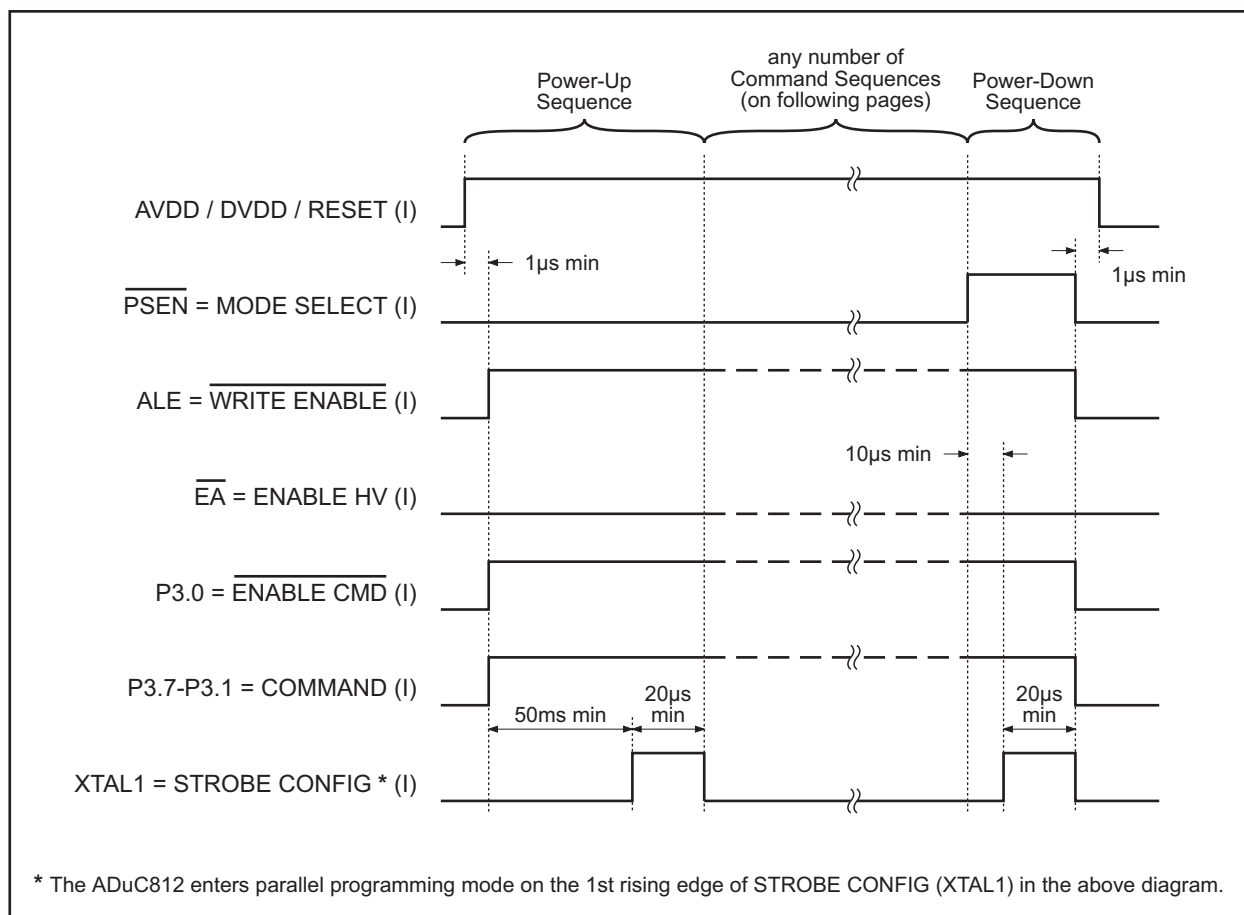 any number of
Command Sequences
(on following pages)
Power-Up
Sequence
Power-Down
Sequence
AVDD / DVDD / RESET (I)
1µs min
1µs min
PSEN = MODE SELECT (I)
ALE = WRITE ENABLE (I)
10µs min
EA = ENABLE HV (I)
P3.0 = ENABLE CMD (I)
P3.7-P3.1 = COMMAND (I)
50ms min
20µs
min
20µs
min
XTAL1 = STROBE CONFIG * (I)
* The ADuC812 enters parallel programming mode on the 1st rising edge of STROBE CONFIG (XTAL1) in the above diagram.